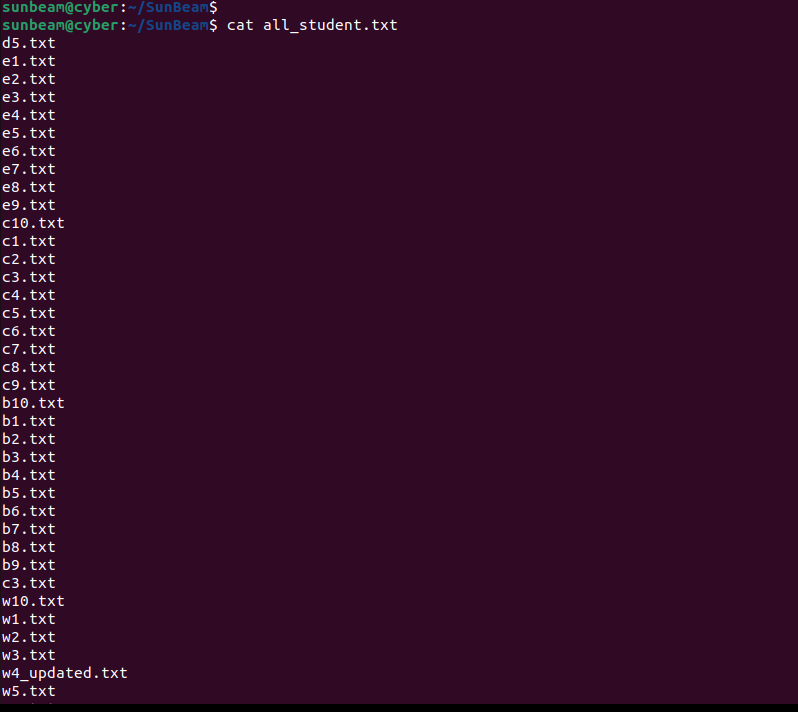 sunbeam@cyber:~/SunBeam$
sunbeam@cyber:~/SunBeam$ cat all_student.txt
d5.txt
e1.txt
e2.txt
e3.txt
e4.txt
e5.txt
e6.txt
e7.txt
e8.txt
e9.txt
c10.txt
c1.txt
c2.txt
c3.txt
c4.txt
c5.txt
c6.txt
c7.txt
c8.txt
c9.txt
b10.txt
b1.txt
b2.txt
b3.txt
b4.txt
b5.txt
b6.txt
b7.txt
b8.txt
b9.txt
c3.txt
w10.txt
w1.txt
w2.txt
w3.txt
w4_updated.txt
w5.txt